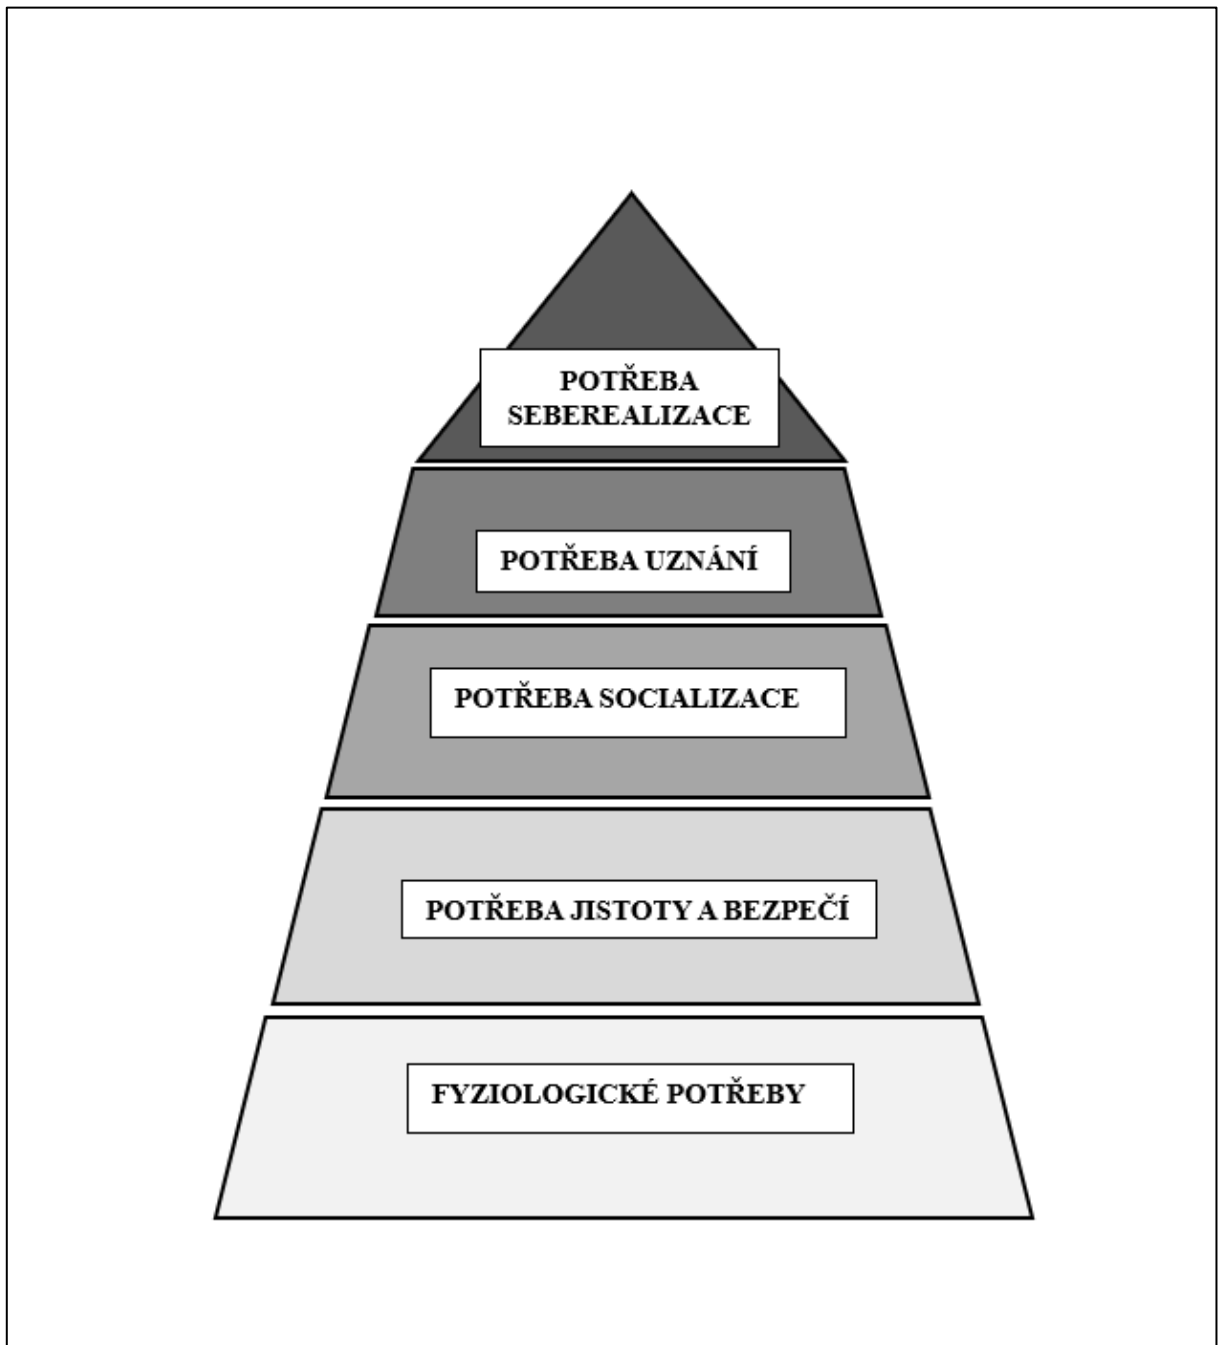 POTŘEBA
SEBEREALIZACE
POTŘEBA UZNÁNÍ
POTŘEBA SOCIALIZACE
POTŘEBA JISTOTY A BEZPEČÍ
FYZIOLOGICKÉ POTŘEBY